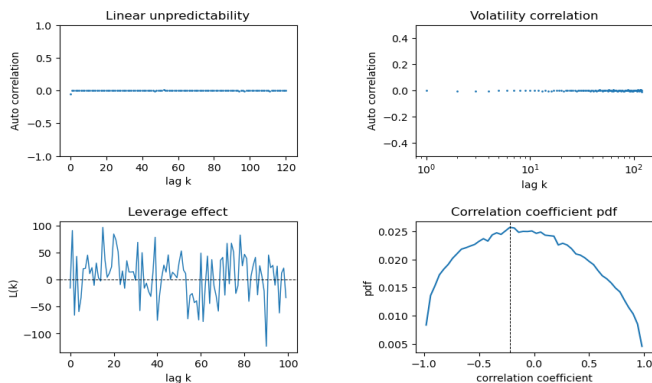 Linear unpredictability
1.0
0.5
0.0
−0.5
−1.0
Auto correlation
0 20 40 60 80 100 120
lag k
Volatility correlation
0.4
0.2
0.0
−0.2
−0.4
Auto correlation
10⁰ 10¹ 10²
lag k
Leverage effect
100
50
0
−50
−100
L(k)
0 20 40 60 80 100
lag k
Correlation coefficient pdf
0.025
0.020
0.015
0.010
0.005
pdf
−1.0 −0.5 0.0 0.5 1.0
correlation coefficient